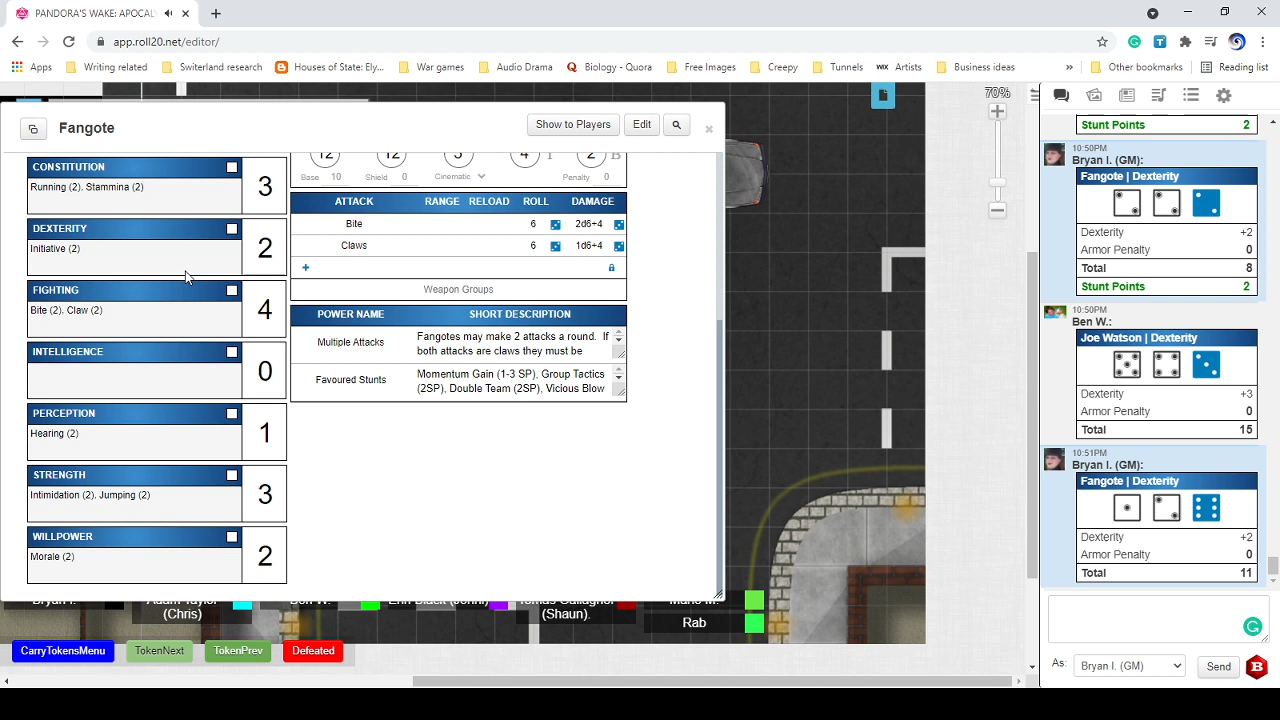 PANDORA'S WAKE: APOCAL
app.roll20.net/editor/
Apps
Writing related
Switerland research
Houses of State: Ely...
War games
Audio Drama
Biology - Quora
Free Images
Creepy
Tunnels
WiX Artists
Business ideas
»
Other bookmarks
Reading list
70%
Fangote
Show to Players
Edit
CONSTITUTION
Running (2). Stammina (2)
3
DEXTERITY
Initiative (2)
2
FIGHTING
Bite (2). Claw (2)
4
INTELLIGENCE
0
PERCEPTION
Hearing (2)
1
STRENGTH
Intimidation (2). Jumping (2)
3
WILLPOWER
Morale (2)
2
12 12 3 4 T 2 B
Base 10 Shield 0 Cinematic Penalty 0
ATTACK RANGE RELOAD ROLL DAMAGE
Bite 6 2d6+4
Claws 6 1d6+4
+
Weapon Groups
POWER NAME SHORT DESCRIPTION
Multiple Attacks
Fangotes may make 2 attacks a round. If
both attacks are claws they must be
Favoured Stunts
Momentum Gain (1-3 SP), Group Tactics
(2SP), Double Team (2SP), Vicious Blow
Bryan I.
Adam Taylor
(Chris)
Ben W.
Tomas Gallagher
(Shaun).
Mario M.
Rab
CarryTokensMenu
TokenNext
TokenPrev
Defeated
Stunt Points 2
10:50PM
Bryan I. (GM):
Fangote | Dexterity
Dexterity +2
Armor Penalty 0
Total 8
Stunt Points 2
10:50PM
Ben W.:
Joe Watson | Dexterity
Dexterity +3
Armor Penalty 0
Total 15
10:51PM
Bryan I. (GM):
Fangote | Dexterity
Dexterity +2
Armor Penalty 0
Total 11
As: Bryan I. (GM)
Send